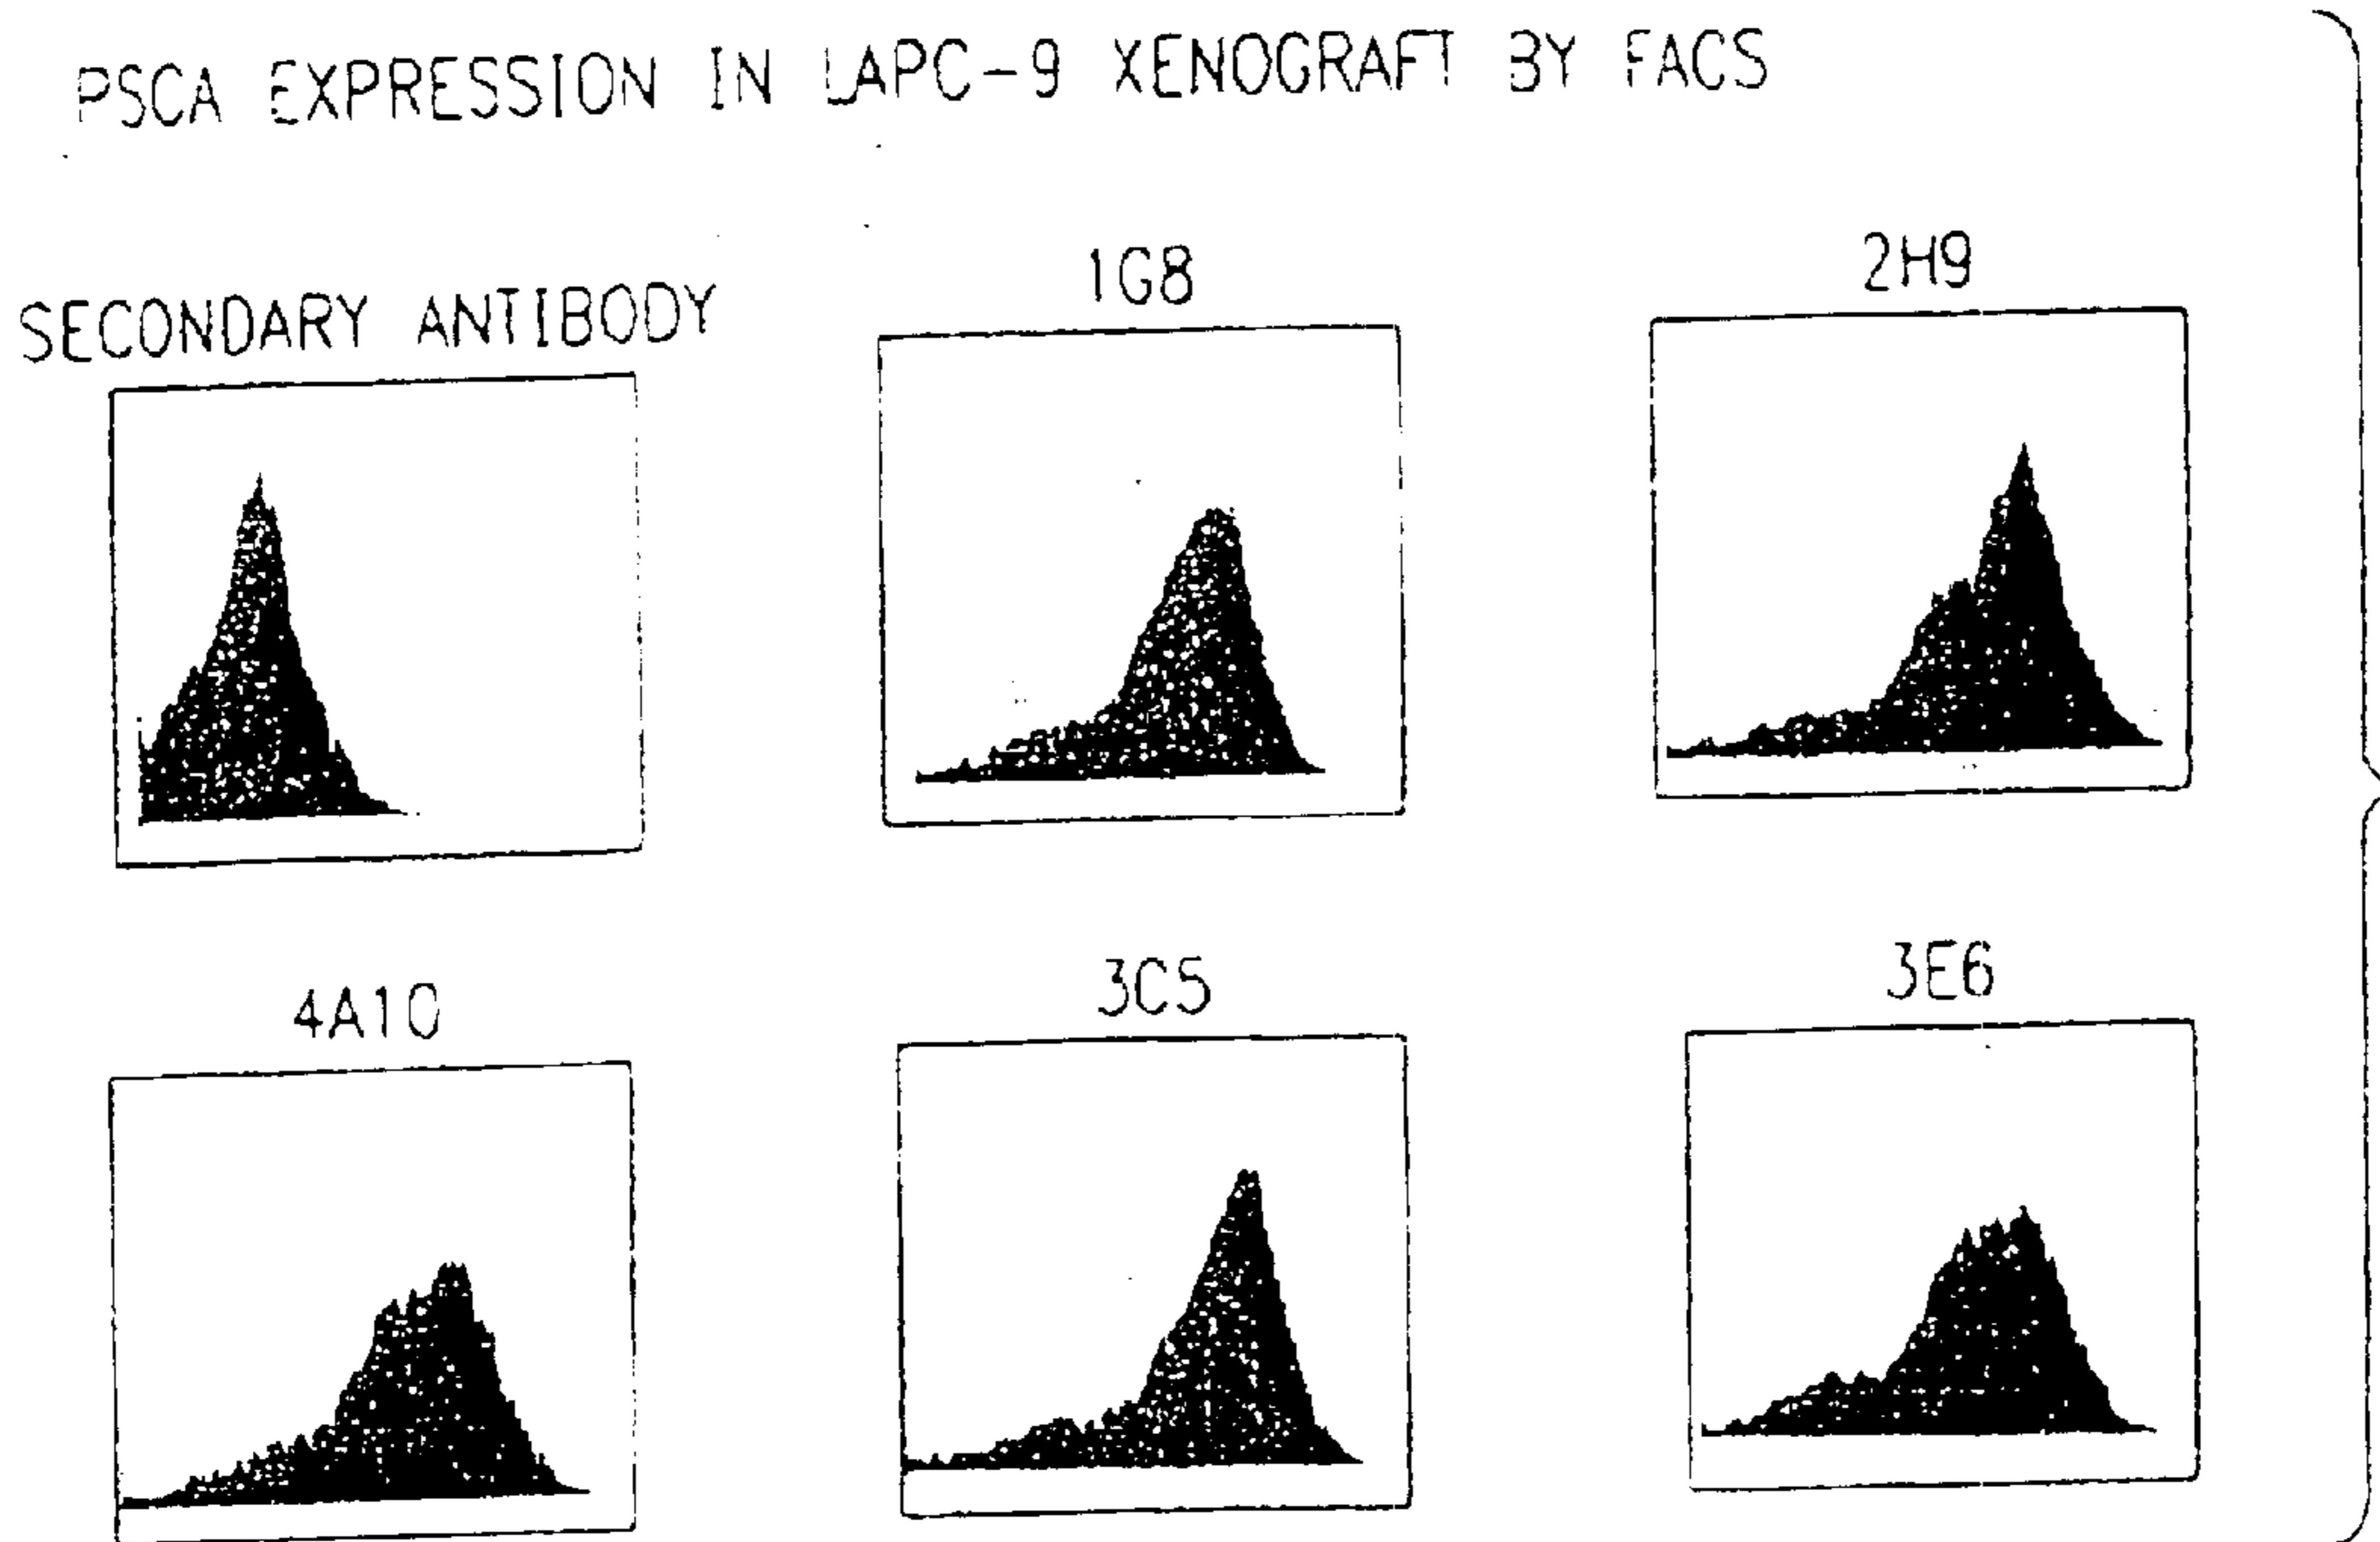 PSCA EXPRESSION IN LAPC-9 XENOGRAFT BY FACS
SECONDARY ANTIBODY
1G8
2H9
4A10
3C5
3E6